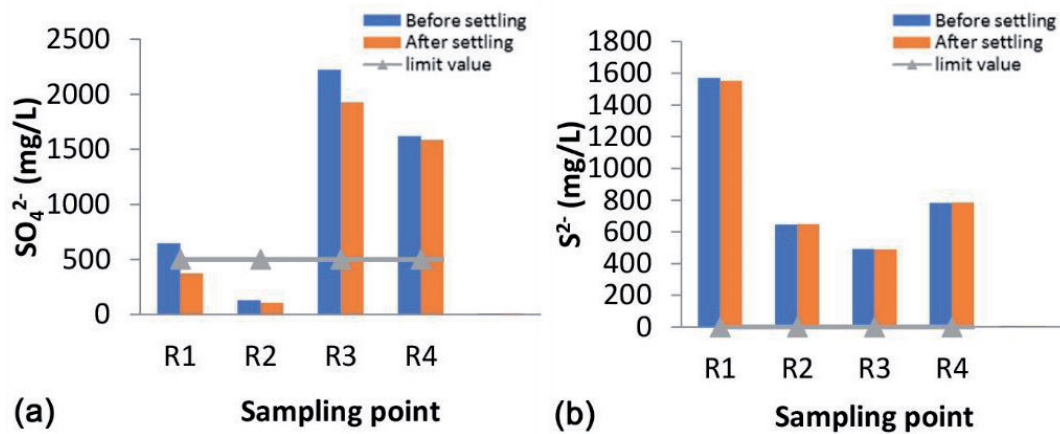 Before settling
After settling
limit value
2500
2000
1500
1000
500
0
SO₄²⁻ (mg/L)
R1 R2 R3 R4
(a) Sampling point
Before settling
After settling
limit value
1800
1600
1400
1200
1000
800
600
400
200
0
S²⁻ (mg/L)
R1 R2 R3 R4
(b) Sampling point